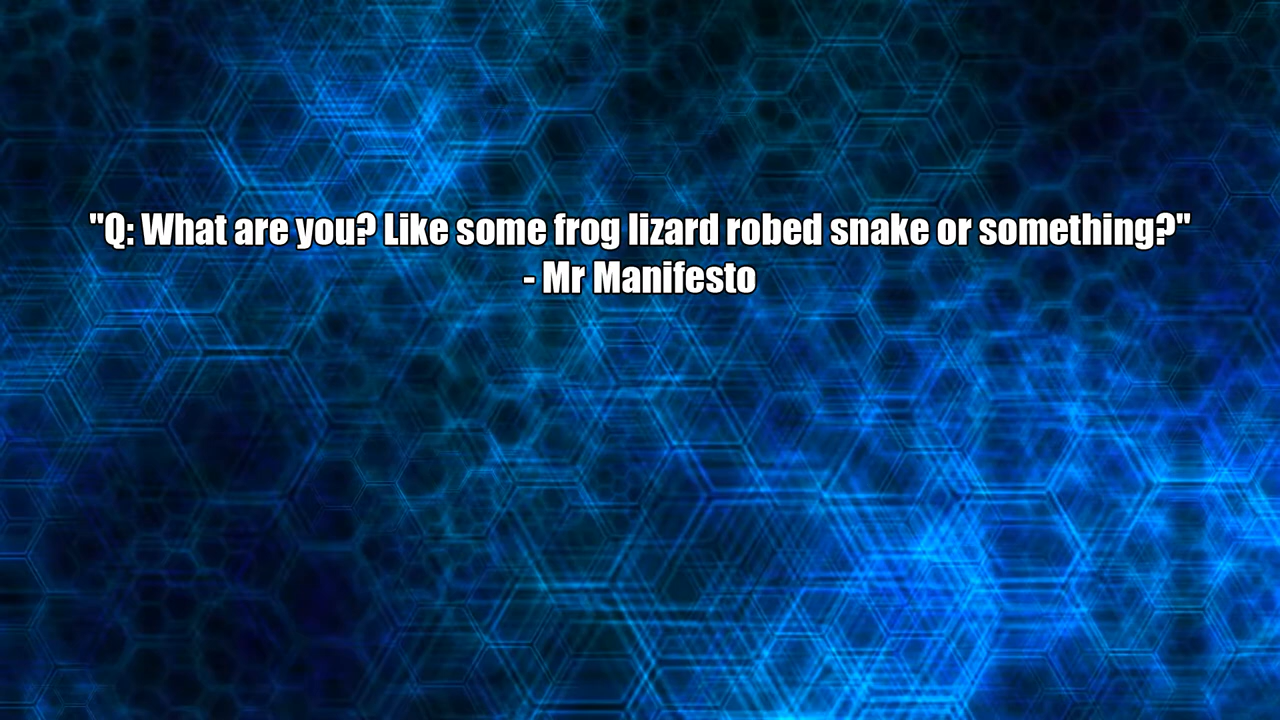 "Q: What are you? Like some frog lizard robed snake or something?"
- Mr Manifesto